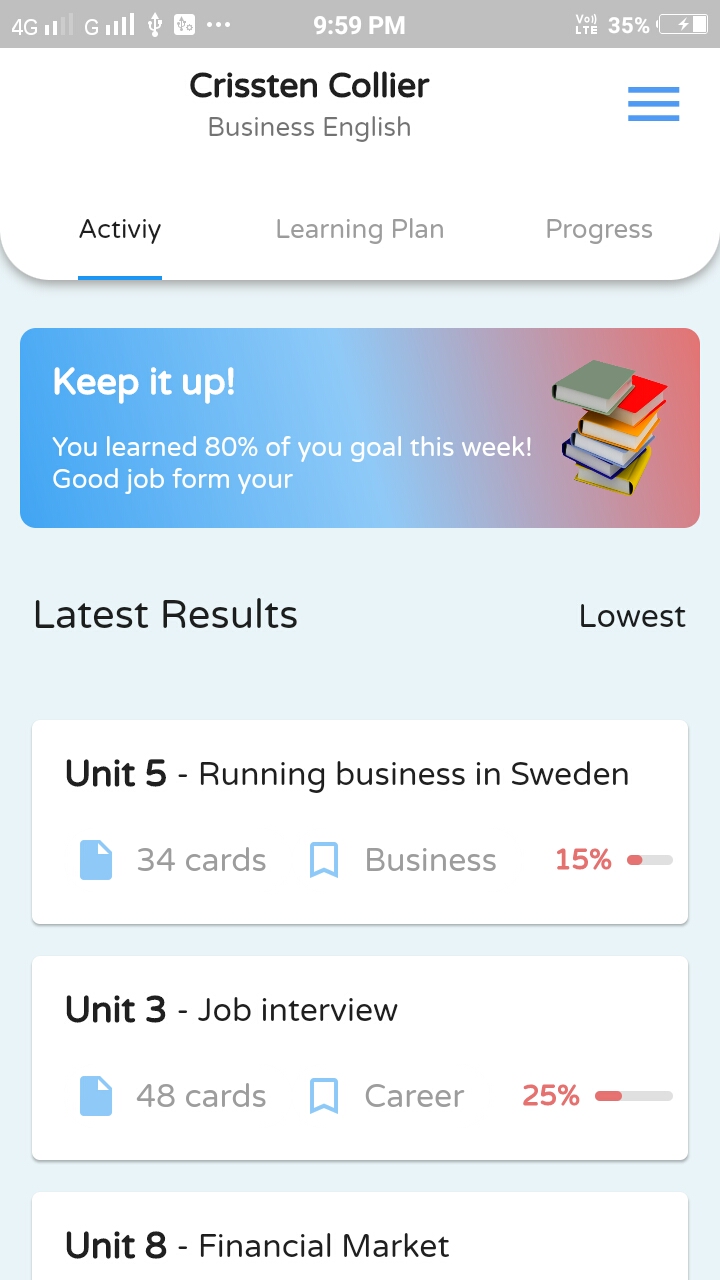 4G G 9:59 PM Vo) LTE 35%
Crissten Collier
Business English
Activiy Learning Plan Progress
Keep it up!
You learned 80% of you goal this week!
Good job form your
Latest Results Lowest
Unit 5 - Running business in Sweden
34 cards Business 15%
Unit 3 - Job interview
48 cards Career 25%
Unit 8 - Financial Market